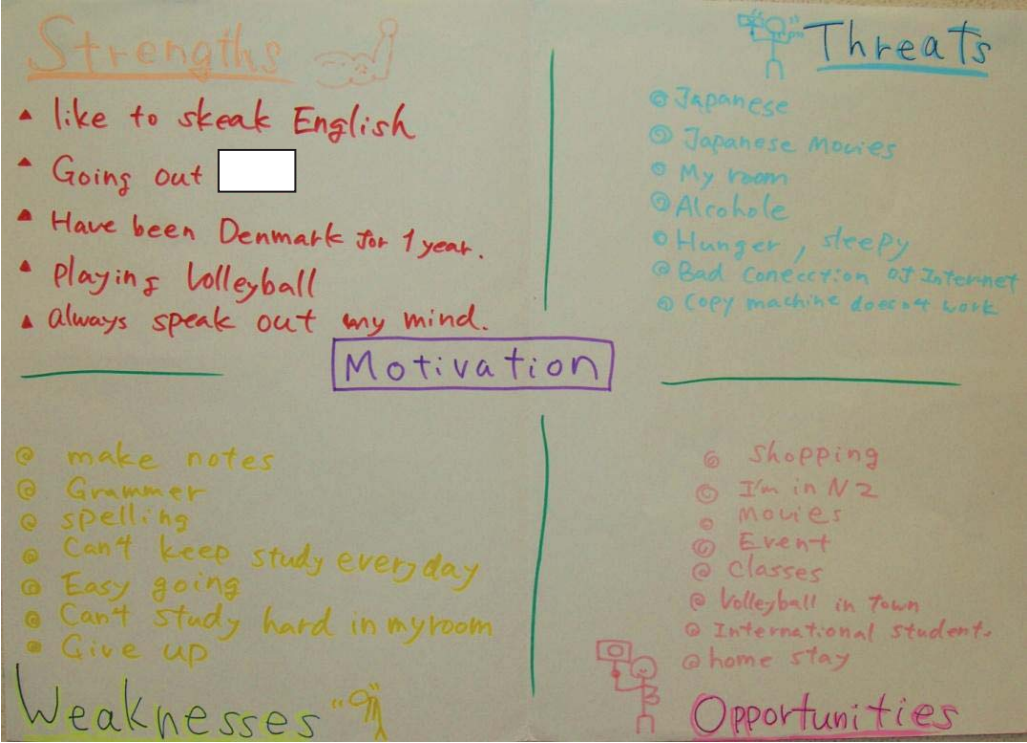 Strengths
like to skeak English
Going out
Have been Denmark for 1 year.
Playing Volleyball
always speak out my mind.
Threats
Japanese
Japanese Movies
My room
Alcohole
Hunger, sleepy
Bad conecction of Internet
Copy machine doesn't work
Motivation
make notes
Grammer
spelling
Can't keep study everyday
Easy going
Can't study hard in my room
Give up
Weaknesses
Shopping
I'm in NZ
Movies
Event
Classes
Volleyball in Town
International students
home stay
Opportunities